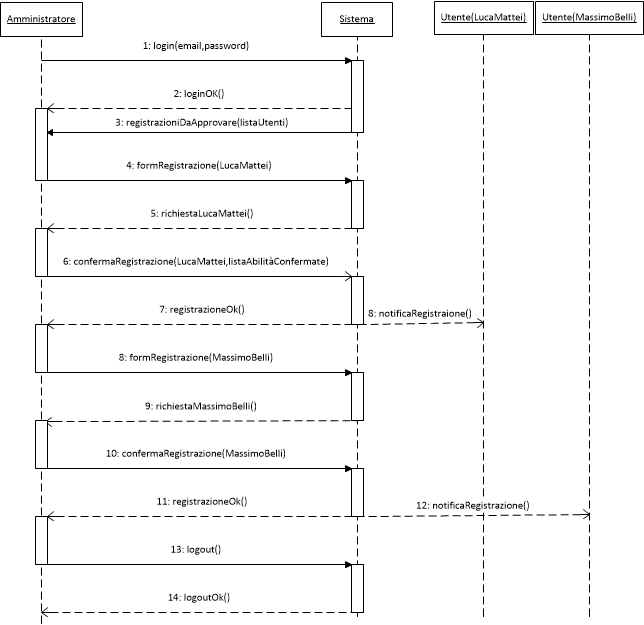 Amministratore
Sistema
Utente(LucaMattei)
Utente(MassimoBelli)
1: login(email,password)
2: loginOK()
3: registrazioniDaApprovare(listaUtenti)
4: formRegistrazione(LucaMattei)
5: richiestaLucaMattei()
6: confermaRegistrazione(LucaMattei,listaAbilitàConfermate)
7: registrazioneOk()
8: notificaRegistraione()
8: formRegistrazione(MassimoBelli)
9: richiestaMassimoBelli()
10: confermaRegistrazione(MassimoBelli)
11: registrazioneOk()
12: notificaRegistrazione()
13: logout()
14: logoutOk()